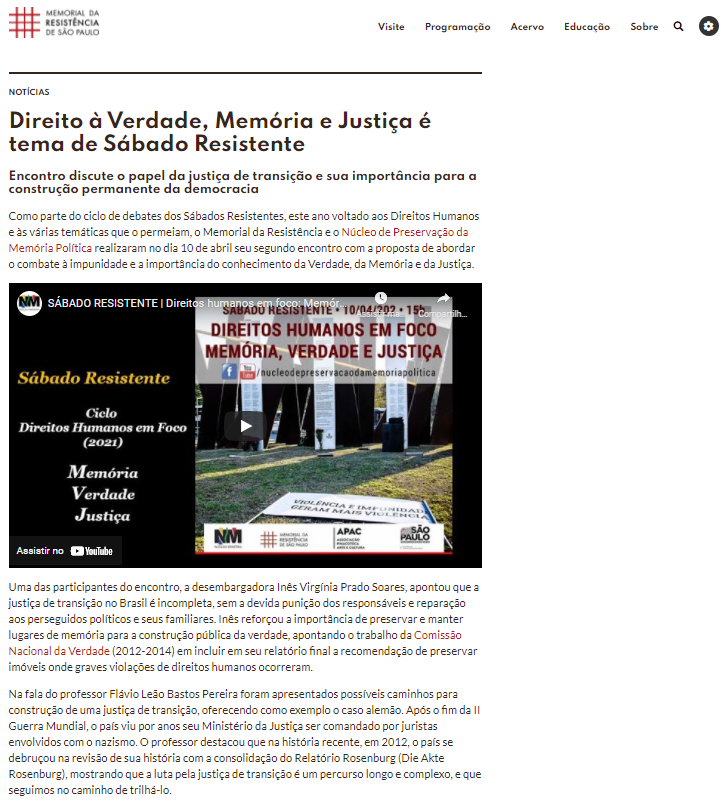 MEMORIAL DA
RESISTÊNCIA
DE SÃO PAULO
Visite
Programação
Acervo
Educação
Sobre
NOTÍCIAS
Direito à Verdade, Memória e Justiça é
tema de Sábado Resistente
Encontro discute o papel da justiça de transição e sua importância para a
construção permanente da democracia
Como parte do ciclo de debates dos Sábados Resistentes, este ano voltado aos Direitos Humanos
e às várias temáticas que o permeiam, o Memorial da Resistência e o Núcleo de Preservação da
Memória Política realizaram no dia 10 de abril seu segundo encontro com a proposta de abordar
o combate à impunidade e a importância do conhecimento da Verdade, da Memória e da Justiça.
SÁBADO RESISTENTE | Direitos humanos em foco: Memór...
Compartilh...
SÁBADO RESISTENTE • 10/04/202 • 15h
DIREITOS HUMANOS EM FOCO
MEMÓRIA, VERDADE E JUSTIÇA
/nucleodepreservacaodamemoriapolitica
Sábado Resistente
Ciclo
Direitos Humanos em Foco
(2021)
Memória
Verdade
Justiça
VIOLÊNCIA E IMPUNIDADE
GERAM MAIS VIOLÊNCIA
NM
MEMORIAL DA
RESISTÊNCIA
DE SÃO PAULO
APAC
ASSOCIAÇÃO
PINACOTECA
ARTE E CULTURA
SÃO
PAULO
Assistir no YouTube
Uma das participantes do encontro, a desembargadora Inês Virgínia Prado Soares, apontou que a
justiça de transição no Brasil é incompleta, sem a devida punição dos responsáveis e reparação
aos perseguidos políticos e seus familiares. Inês reforçou a importância de preservar e manter
lugares de memória para a construção pública da verdade, apontando o trabalho da Comissão
Nacional da Verdade (2012-2014) em incluir em seu relatório final a recomendação de preservar
imóveis onde graves violações de direitos humanos ocorreram.
Na fala do professor Flávio Leão Bastos Pereira foram apresentados possíveis caminhos para
construção de uma justiça de transição, oferecendo como exemplo o caso alemão. Após o fim da II
Guerra Mundial, o país viu por anos seu Ministério da Justiça ser comandado por juristas
envolvidos com o nazismo. O professor destacou que na história recente, em 2012, o país se
debruçou na revisão de sua história com a consolidação do Relatório Rosenburg (Die Akte
Rosenburg), mostrando que a luta pela justiça de transição é um percurso longo e complexo, e que
seguimos no caminho de trilhá-lo.